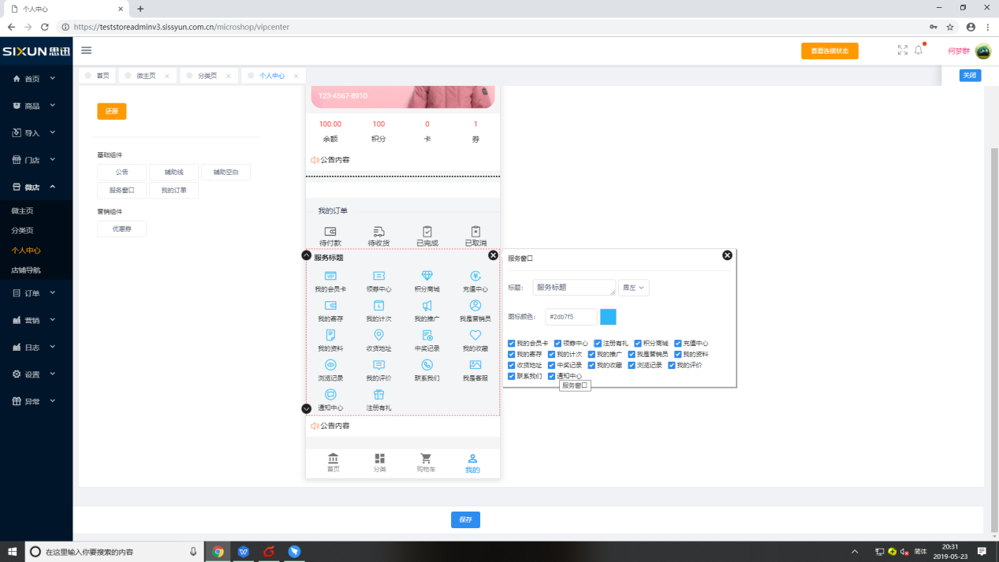 个人中心
https://teststoreadminv3.sissyun.com.cn/microshop/vipcenter
SIXUN 思迅
查查连接状态
何梦群
首页
微主页
分类页
个人中心
关闭
首页
商品
导入
门店
微店
微主页
分类页
个人中心
店铺导航
订单
营销
日志
设置
异常
还原
基础组件
公告
辅助线
辅助空白
服务窗口
我的订单
营销组件
优惠券
123-4567-8910
100.00 100 0 1
余额 积分 卡 券
公告内容
我的订单
待付款 待收货 已完成 已取消
服务标题
我的会员卡 领券中心 积分商城 充值中心
我的寄存 我的计次 我的推广 我是营销员
我的资料 收货地址 中奖记录 我的收藏
浏览记录 我的评价 联系我们 我是客服
通知中心 注册有礼
公告内容
首页 分类 购物车 我的
服务窗口
标题: 服务标题 居左
图标颜色: #2db7f5
我的会员卡 领券中心 注册有礼 积分商城 充值中心
我的寄存 我的计次 我的推广 我是营销员 我的资料
收货地址 中奖记录 我的收藏 浏览记录 我的评价
联系我们 通知中心
服务窗口
保存
在这里输入你要搜索的内容
简体
20:31
2019-05-23